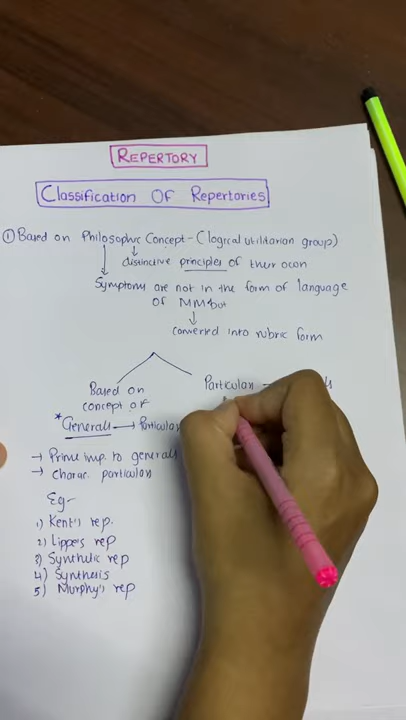 REPERTORY
Classification Of Repertories
① Based on Philosophic Concept - (logical utilitarian group)
distinctive principles of their own
Symptoms are not in the form of language
of MM but
converted into rubric form
Based on
concept of
Particulars →
*Generals → Particulars
→ Prime imp. to generals
→ Charac. particulars
Eg-
1) Kent's rep.
2) Lippe's rep
3) Synthetic rep
4) Synthesis
5) Murphy's rep